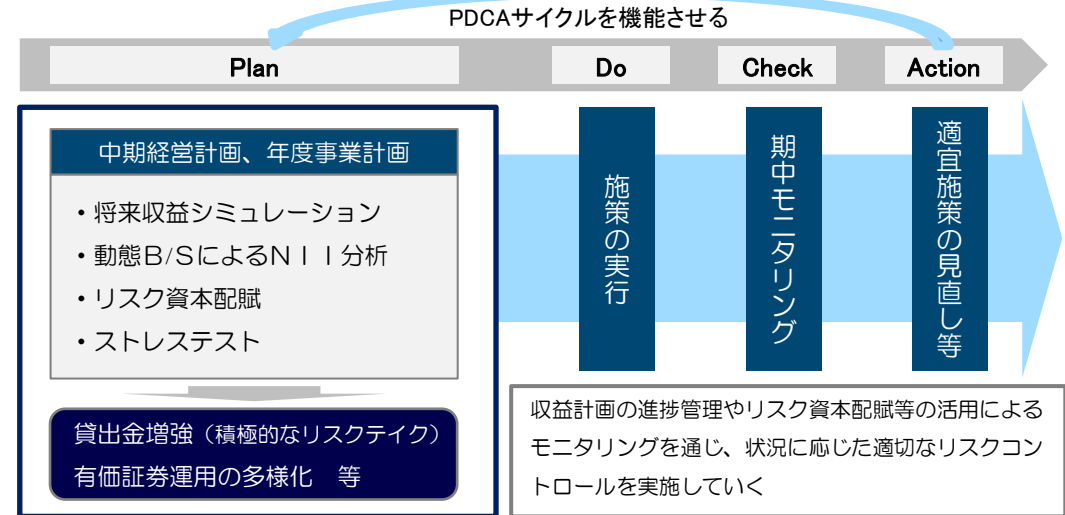 PDCAサイクルを機能させる
Plan
Do
Check
Action
中期経営計画、年度事業計画
・将来収益シミュレーション
・動態B/SによるNII分析
・リスク資本配賦
・ストレステスト
貸出金増強（積極的なリスクテイク）
有価証券運用の多様化　等
施策の実行
期中モニタリング
適宜施策の見直し等
収益計画の進捗管理やリスク資本配賦等の活用による
モニタリングを通じ、状況に応じた適切なリスクコン
トロールを実施していく